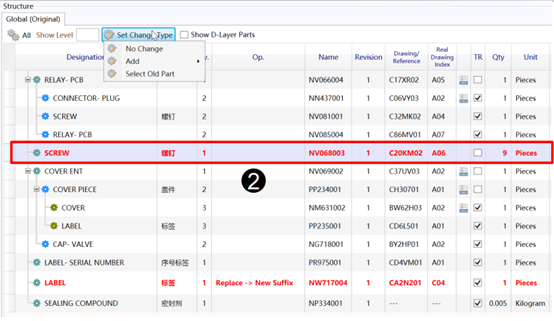 Structure
Global (Original)
All Show Level Set Change Type Show D-Layer Parts
No Change
Add
Select Old Part
Designation v. Op. Name Revision Drawing/ Reference Real Drawing Index TR Qty Unit
RELAY- PCB NV066004 1 C17XR02 A05 1 Pieces
CONNECTOR- PLUG 2 NN437001 1 C06VY03 A02 1 Pieces
SCREW 螺钉 2 NV081001 1 C32MK02 A04 1 Pieces
RELAY- PCB 2 NV085004 1 C86MV01 A07 1 Pieces
SCREW 螺钉 1 NV068003 1 C20KM02 A06 9 Pieces
COVER ENT 1 NV069002 1 C37UV03 A02 1 Pieces
COVER PIECE 盖件 2 PP234001 1 CH30701 A01 1 Pieces
COVER 3 NM631002 1 BW62H03 A02 1 Pieces
LABEL 标签 3 PP235001 1 CD6L501 A01 1 Pieces
CAP- VALVE 2 NG718001 1 BY2HP01 A02 1 Pieces
LABEL- SERIAL NUMBER 序号标签 1 PR975001 1 CD4VM01 A01 1 Pieces
LABEL 标签 1 Replace -> New Suffix NW717004 1 CA2N201 C04 1 Pieces
SEALING COMPOUND 密封剂 1 NP334001 1 --- --- 0.005 Kilogram
2